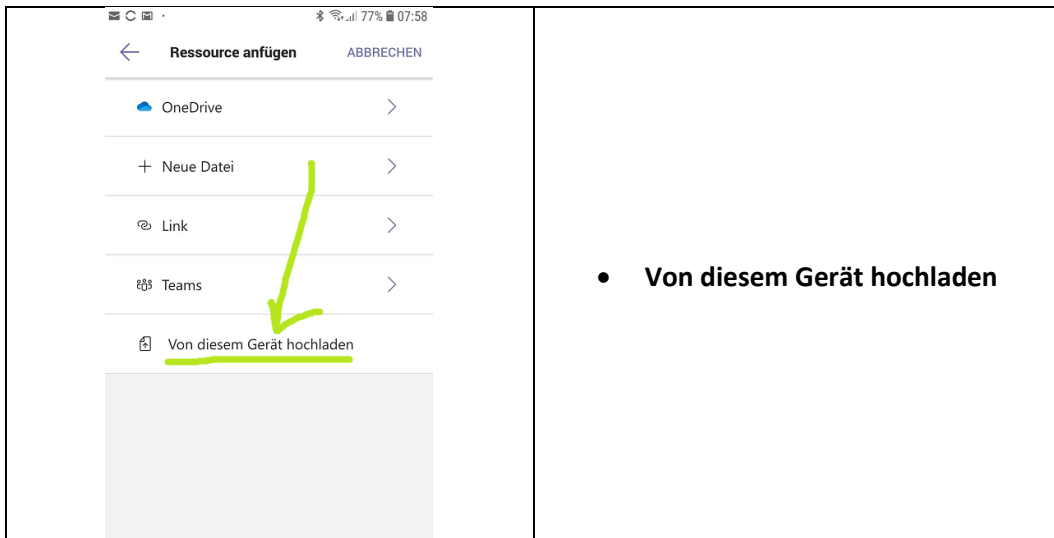 77% 07:58
Ressource anfügen ABBRECHEN
OneDrive
Neue Datei
Link
Teams
Von diesem Gerät hochladen
• Von diesem Gerät hochladen